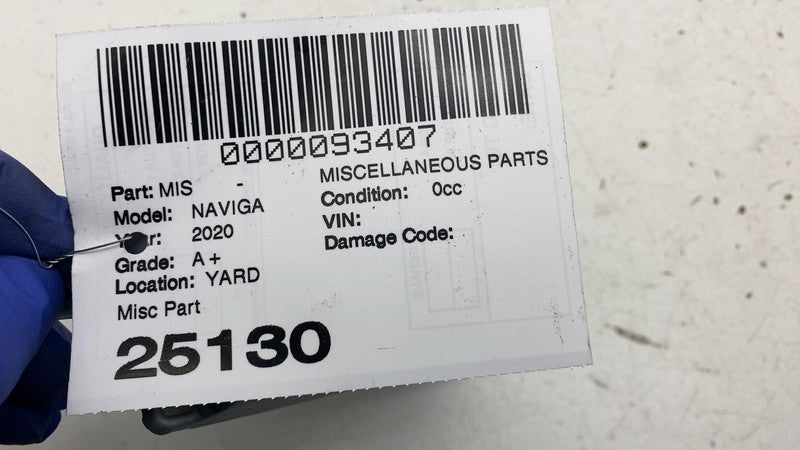 0000093407
Part: MIS - MISCELLANEOUS PARTS
Model: NAVIGA Condition: 0cc
2020 VIN:
Grade: A+ Damage Code:
Location: YARD
Misc Part
25130